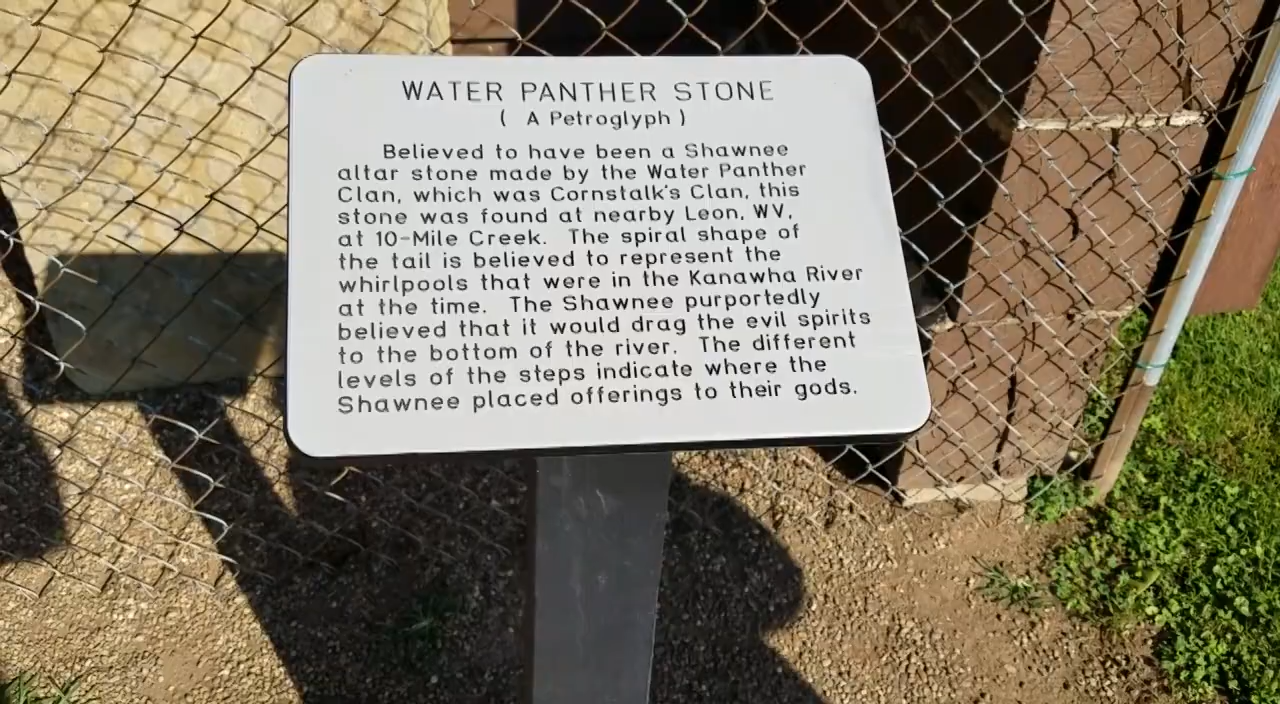 WATER PANTHER STONE
( A Petroglyph )
Believed to have been a Shawnee
altar stone made by the Water Panther
Clan, which was Cornstalk's Clan, this
stone was found at nearby Leon, WV,
at 10-Mile Creek. The spiral shape of
the tail is believed to represent the
whirlpools that were in the Kanawha River
at the time. The Shawnee purportedly
believed that it would drag the evil spirits
to the bottom of the river. The different
levels of the steps indicate where the
Shawnee placed offerings to their gods.